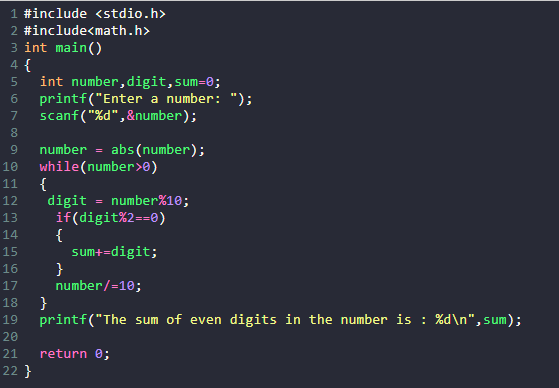 1 #include <stdio.h>
2 #include<math.h>
3 int main()
4 {
5   int number,digit,sum=0;
6   printf("Enter a number: ");
7   scanf("%d",&number);
8
9   number = abs(number);
10   while(number>0)
11   {
12    digit = number%10;
13     if(digit%2==0)
14     {
15       sum+=digit;
16     }
17     number/=10;
18   }
19   printf("The sum of even digits in the number is : %d\n",sum);
20
21   return 0;
22 }